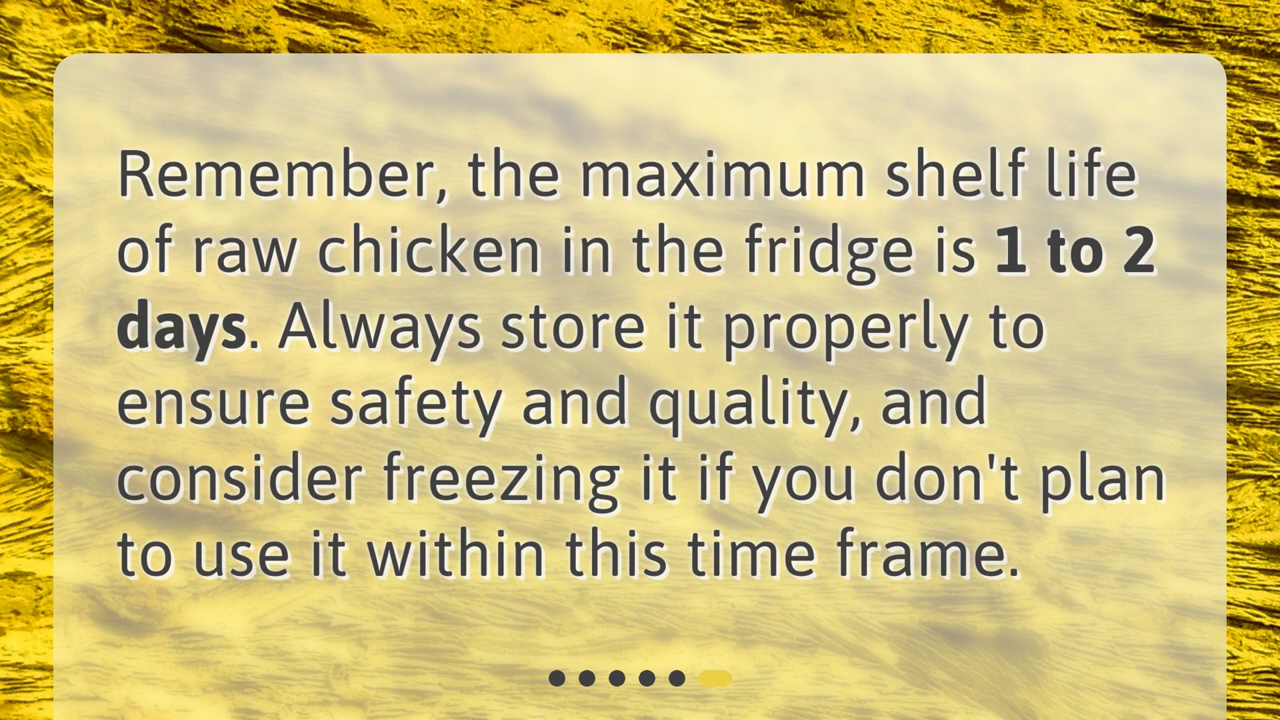 Remember, the maximum shelf life
of raw chicken in the fridge is 1 to 2
days. Always store it properly to
ensure safety and quality, and
consider freezing it if you don't plan
to use it within this time frame.